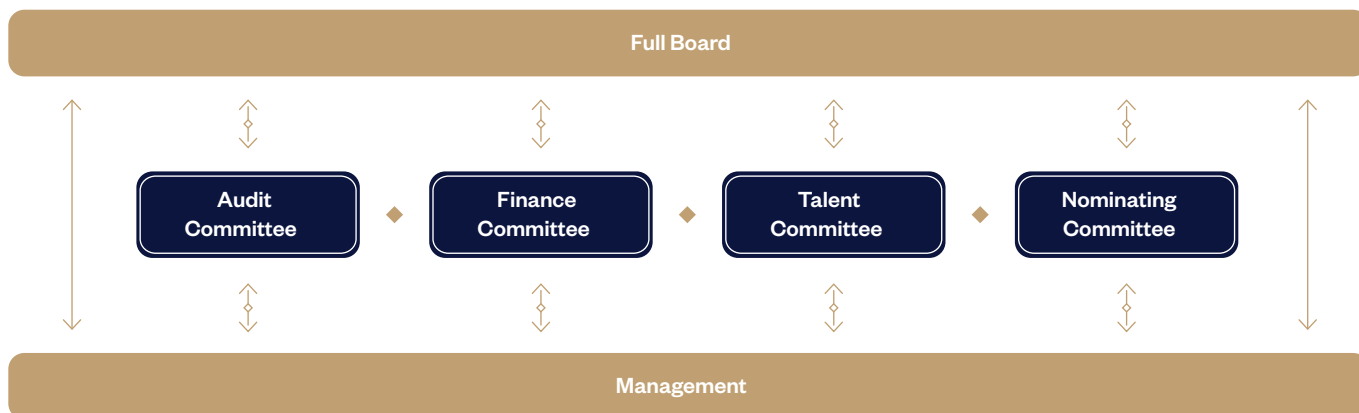 Full Board
Audit
Committee
Finance
Committee
Talent
Committee
Nominating
Committee
Management